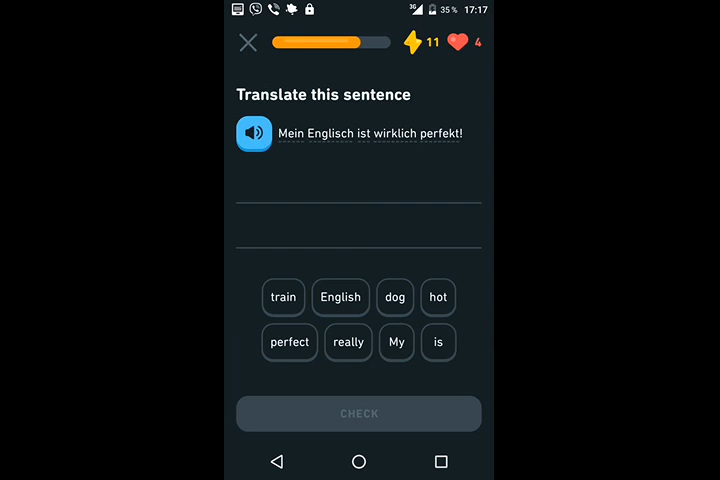 3G 35 % 17:17
11 4
Translate this sentence
Mein Englisch ist wirklich perfekt!
train English dog hot
perfect really My is
CHECK